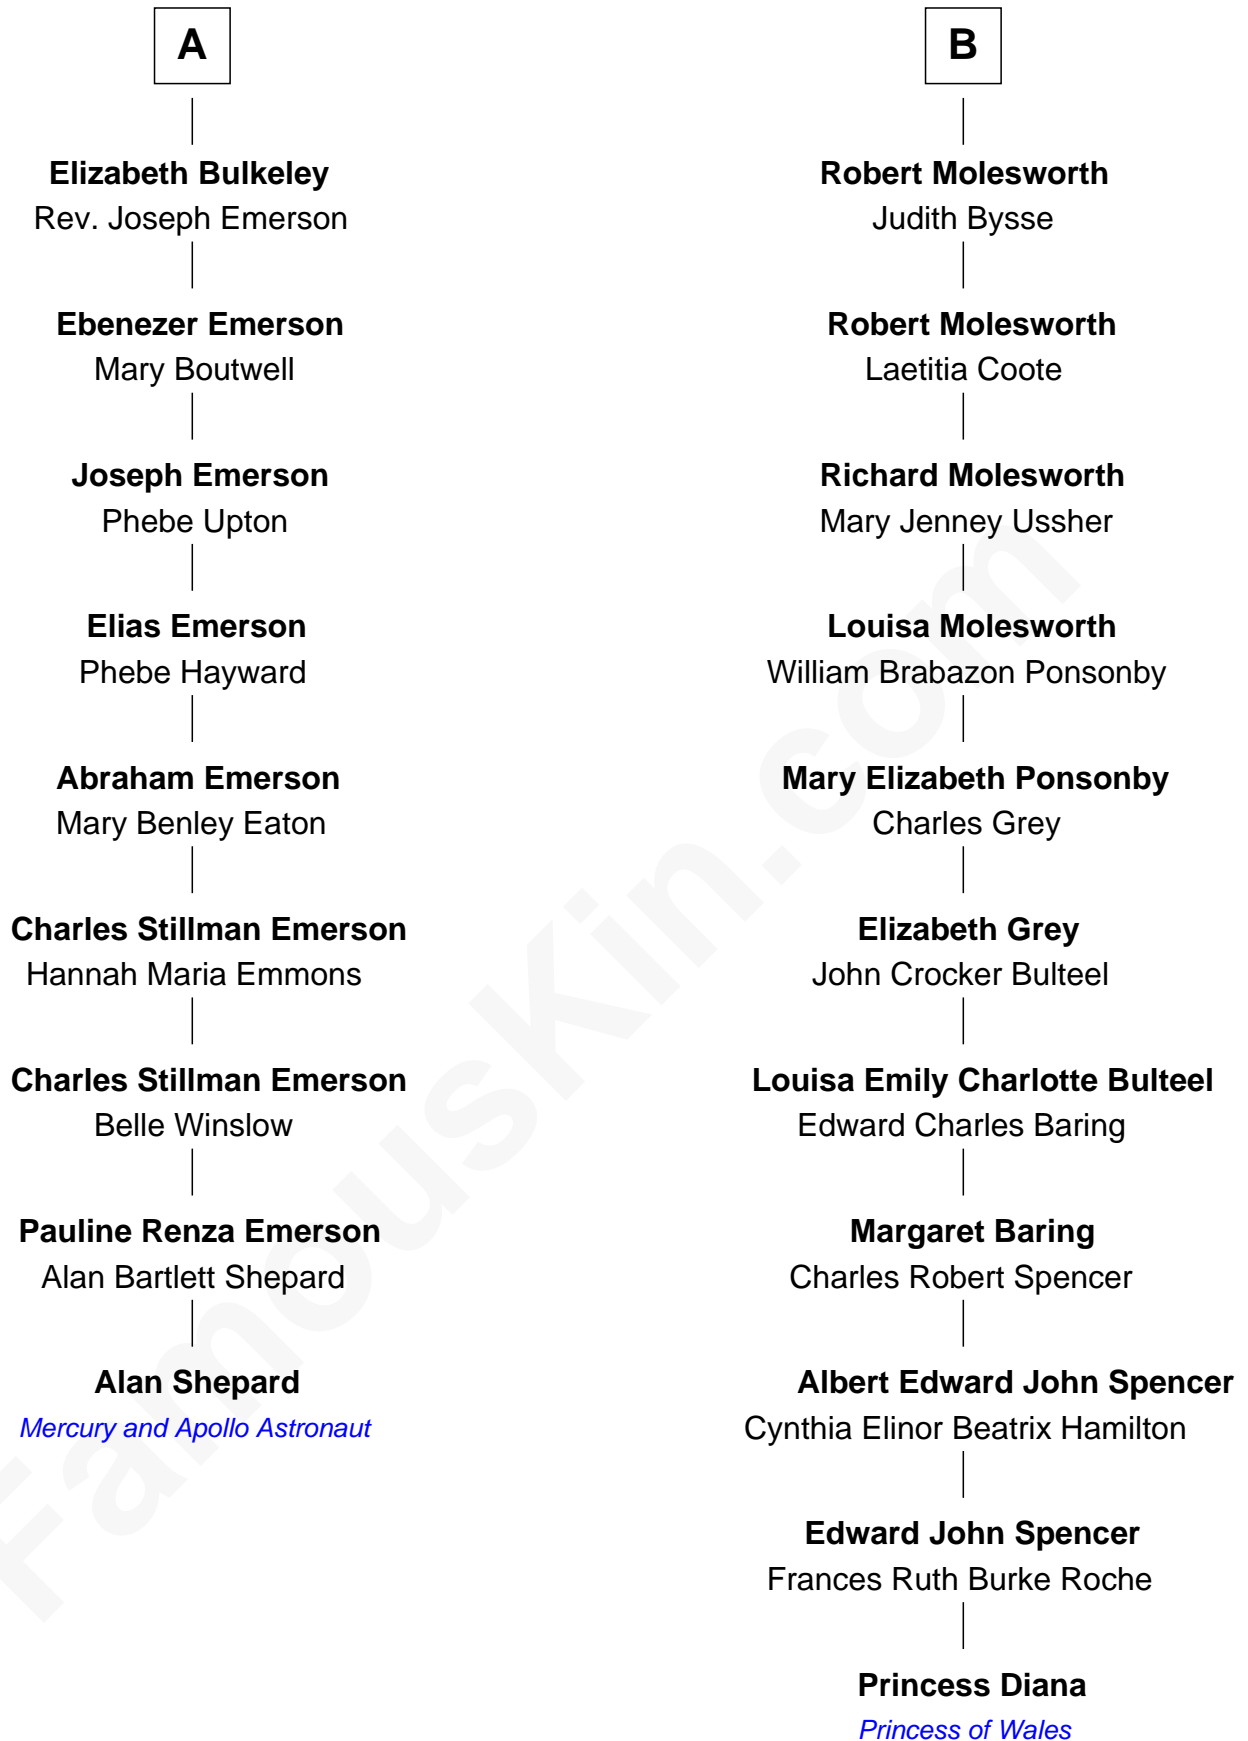 A
Elizabeth Bulkeley
Rev. Joseph Emerson
Ebenezer Emerson
Mary Boutwell
Joseph Emerson
Phebe Upton
Elias Emerson
Phebe Hayward
Abraham Emerson
Mary Benley Eaton
Charles Stillman Emerson
Hannah Maria Emmons
Charles Stillman Emerson
Belle Winslow
Pauline Renza Emerson
Alan Bartlett Shepard
Alan Shepard
Mercury and Apollo Astronaut
B
Robert Molesworth
Judith Bysse
Robert Molesworth
Laetitia Coote
Richard Molesworth
Mary Jenney Ussher
Louisa Molesworth
William Brabazon Ponsonby
Mary Elizabeth Ponsonby
Charles Grey
Elizabeth Grey
John Crocker Bulteel
Louisa Emily Charlotte Bulteel
Edward Charles Baring
Margaret Baring
Charles Robert Spencer
Albert Edward John Spencer
Cynthia Elinor Beatrix Hamilton
Edward John Spencer
Frances Ruth Burke Roche
Princess Diana
Princess of Wales
FamousKin.com